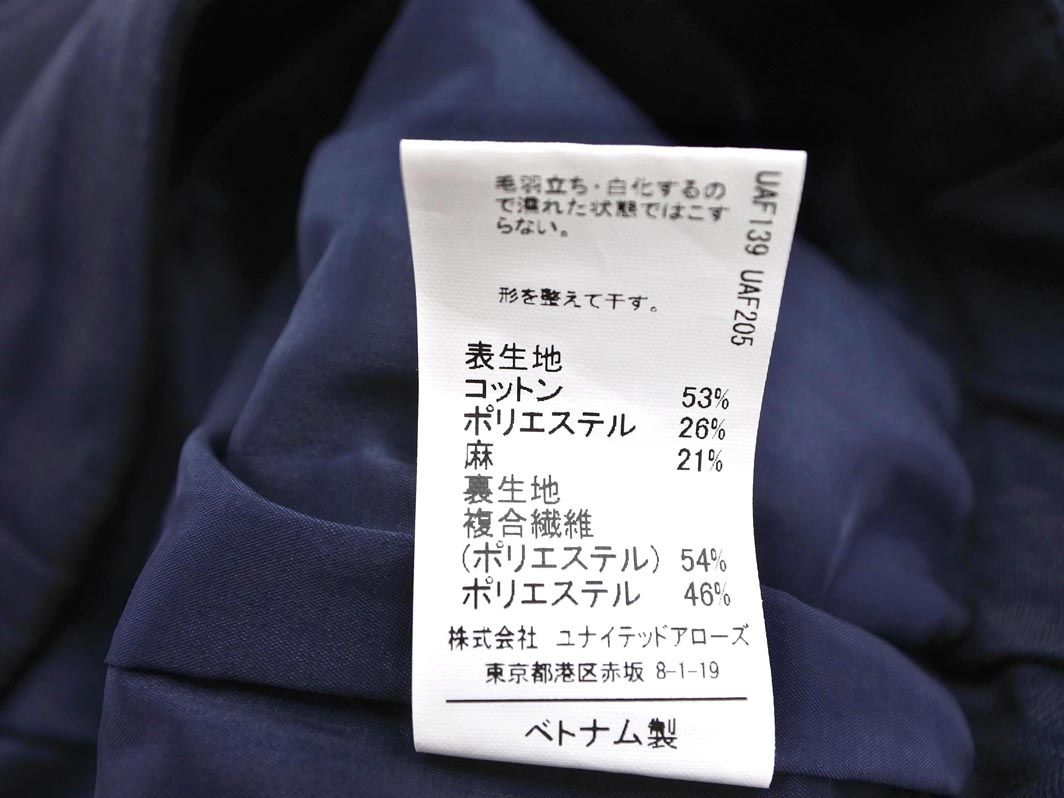 毛羽立ち・白化するの
で濡れた状態ではこす
らない。
形を整えて干す。
UAF139 UAF205
表生地
コットン 53%
ポリエステル 26%
麻 21%
裏生地
複合繊維
(ポリエステル) 54%
ポリエステル 46%
株式会社 ユナイテッドアローズ
東京都港区赤坂 8-1-19
ベトナム製